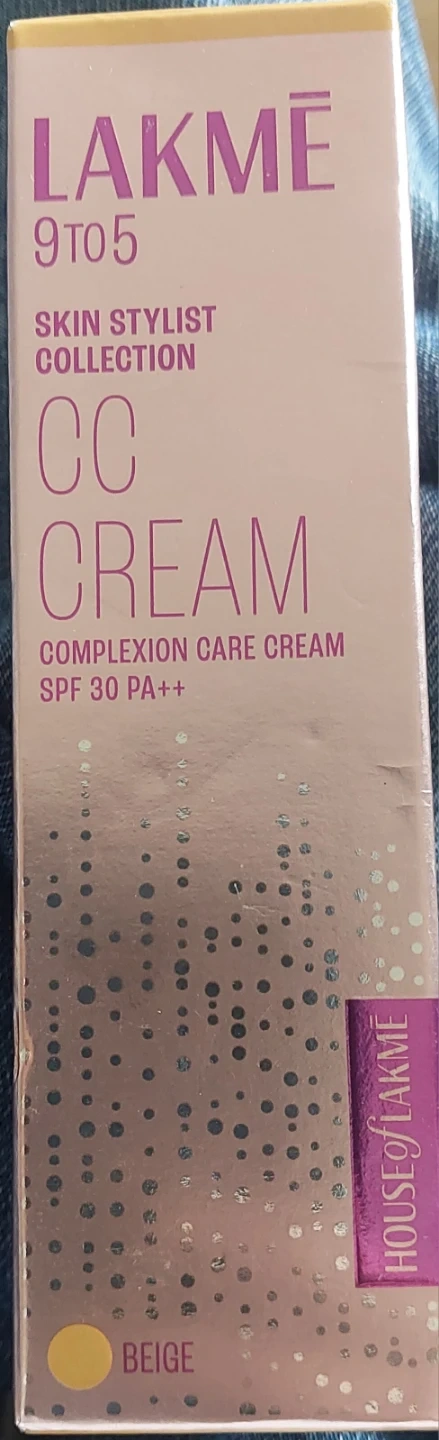 LAKMĒ
9TO5
SKIN STYLIST
COLLECTION
CC
CREAM
COMPLEXION CARE CREAM
SPF 30 PA++
HOUSE of LAKMĒ
BEIGE